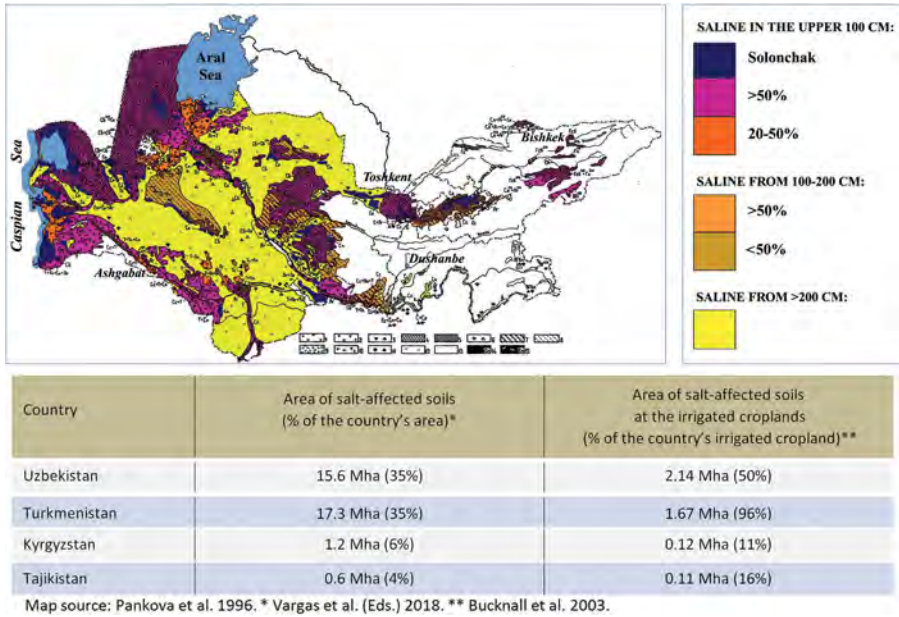 Aral
Sea
Caspian Sea
Bishkek
Toshkent
Dushanbe
Ashgabat
SALINE IN THE UPPER 100 CM:
Solonchak
>50%
20-50%
SALINE FROM 100-200 CM:
>50%
<50%
SALINE FROM >200 CM:
Country
Area of salt-affected soils
(% of the country's area)*
Area of salt-affected soils
at the irrigated croplands
(% of the country's irrigated cropland)**
Uzbekistan 15.6 Mha (35%) 2.14 Mha (50%)
Turkmenistan 17.3 Mha (35%) 1.67 Mha (96%)
Kyrgyzstan 1.2 Mha (6%) 0.12 Mha (11%)
Tajikistan 0.6 Mha (4%) 0.11 Mha (16%)
Map source: Pankova et al. 1996. * Vargas et al. (Eds.) 2018. ** Bucknall et al. 2003.